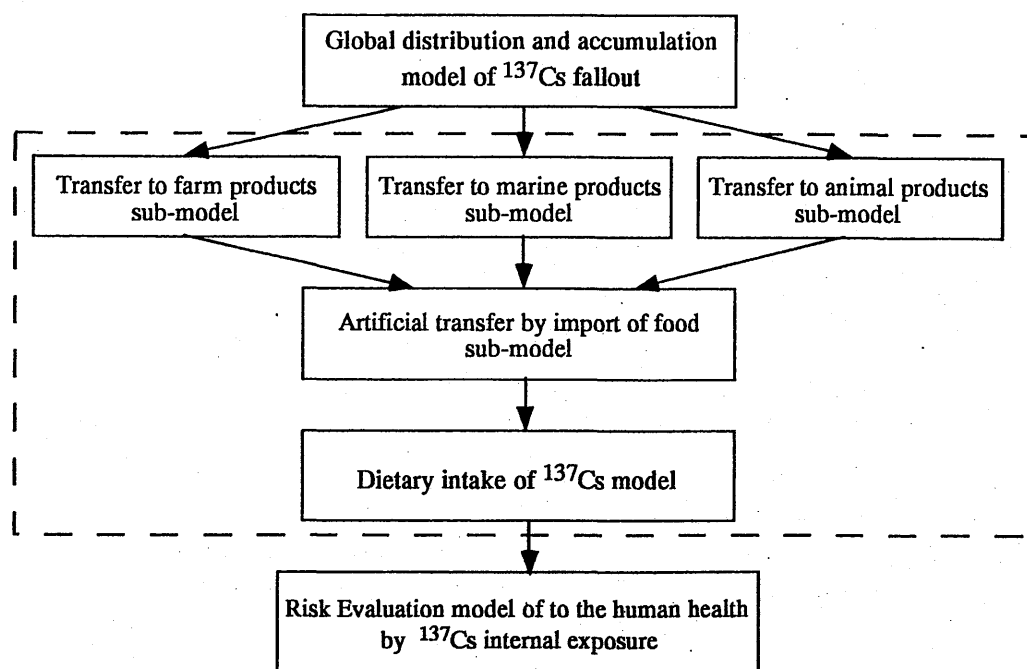 Global distribution and accumulation
model of ¹³⁷Cs fallout
Transfer to farm products
sub-model
Transfer to marine products
sub-model
Transfer to animal products
sub-model
Artificial transfer by import of food
sub-model
Dietary intake of ¹³⁷Cs model
Risk Evaluation model of to the human health
by ¹³⁷Cs internal exposure